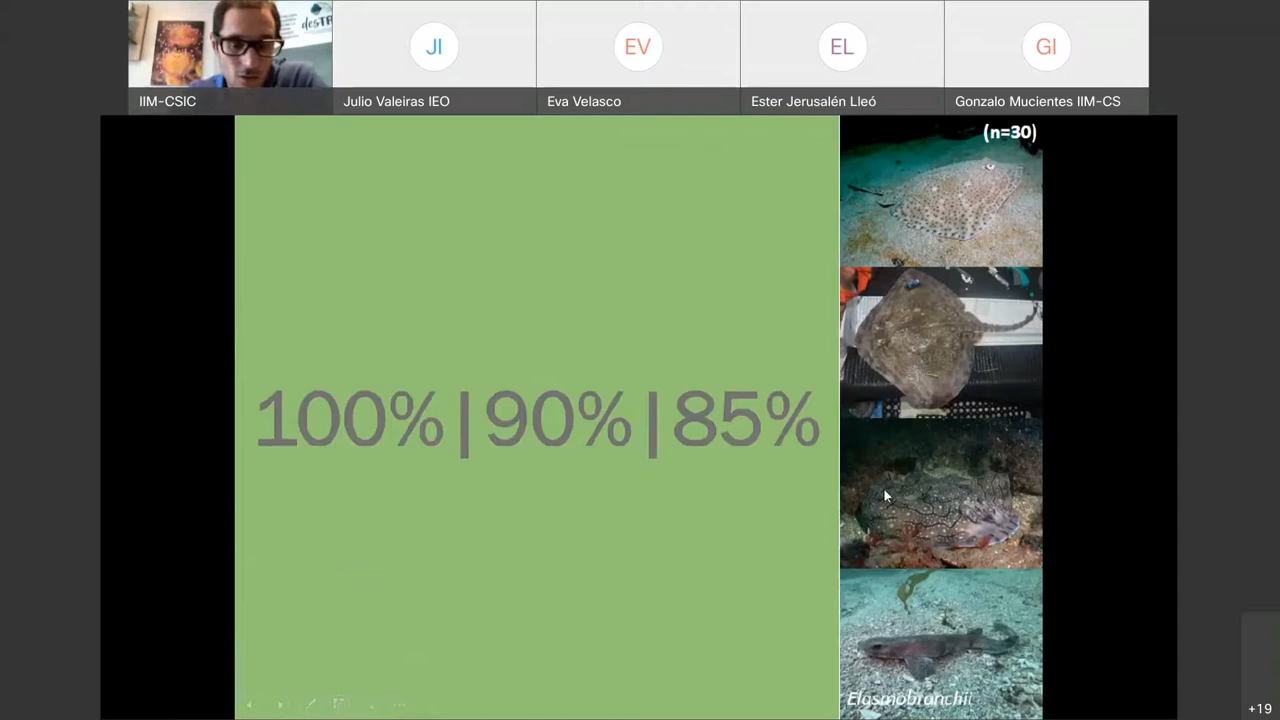 desTR
JI
EV
EL
GI
IIM-CSIC
Julio Valeiras IEO
Eva Velasco
Ester Jerusalén Lleó
Gonzalo Mucientes IIM-CS
(n=30)
100%|90%|85%
Elasmobranchii
+19